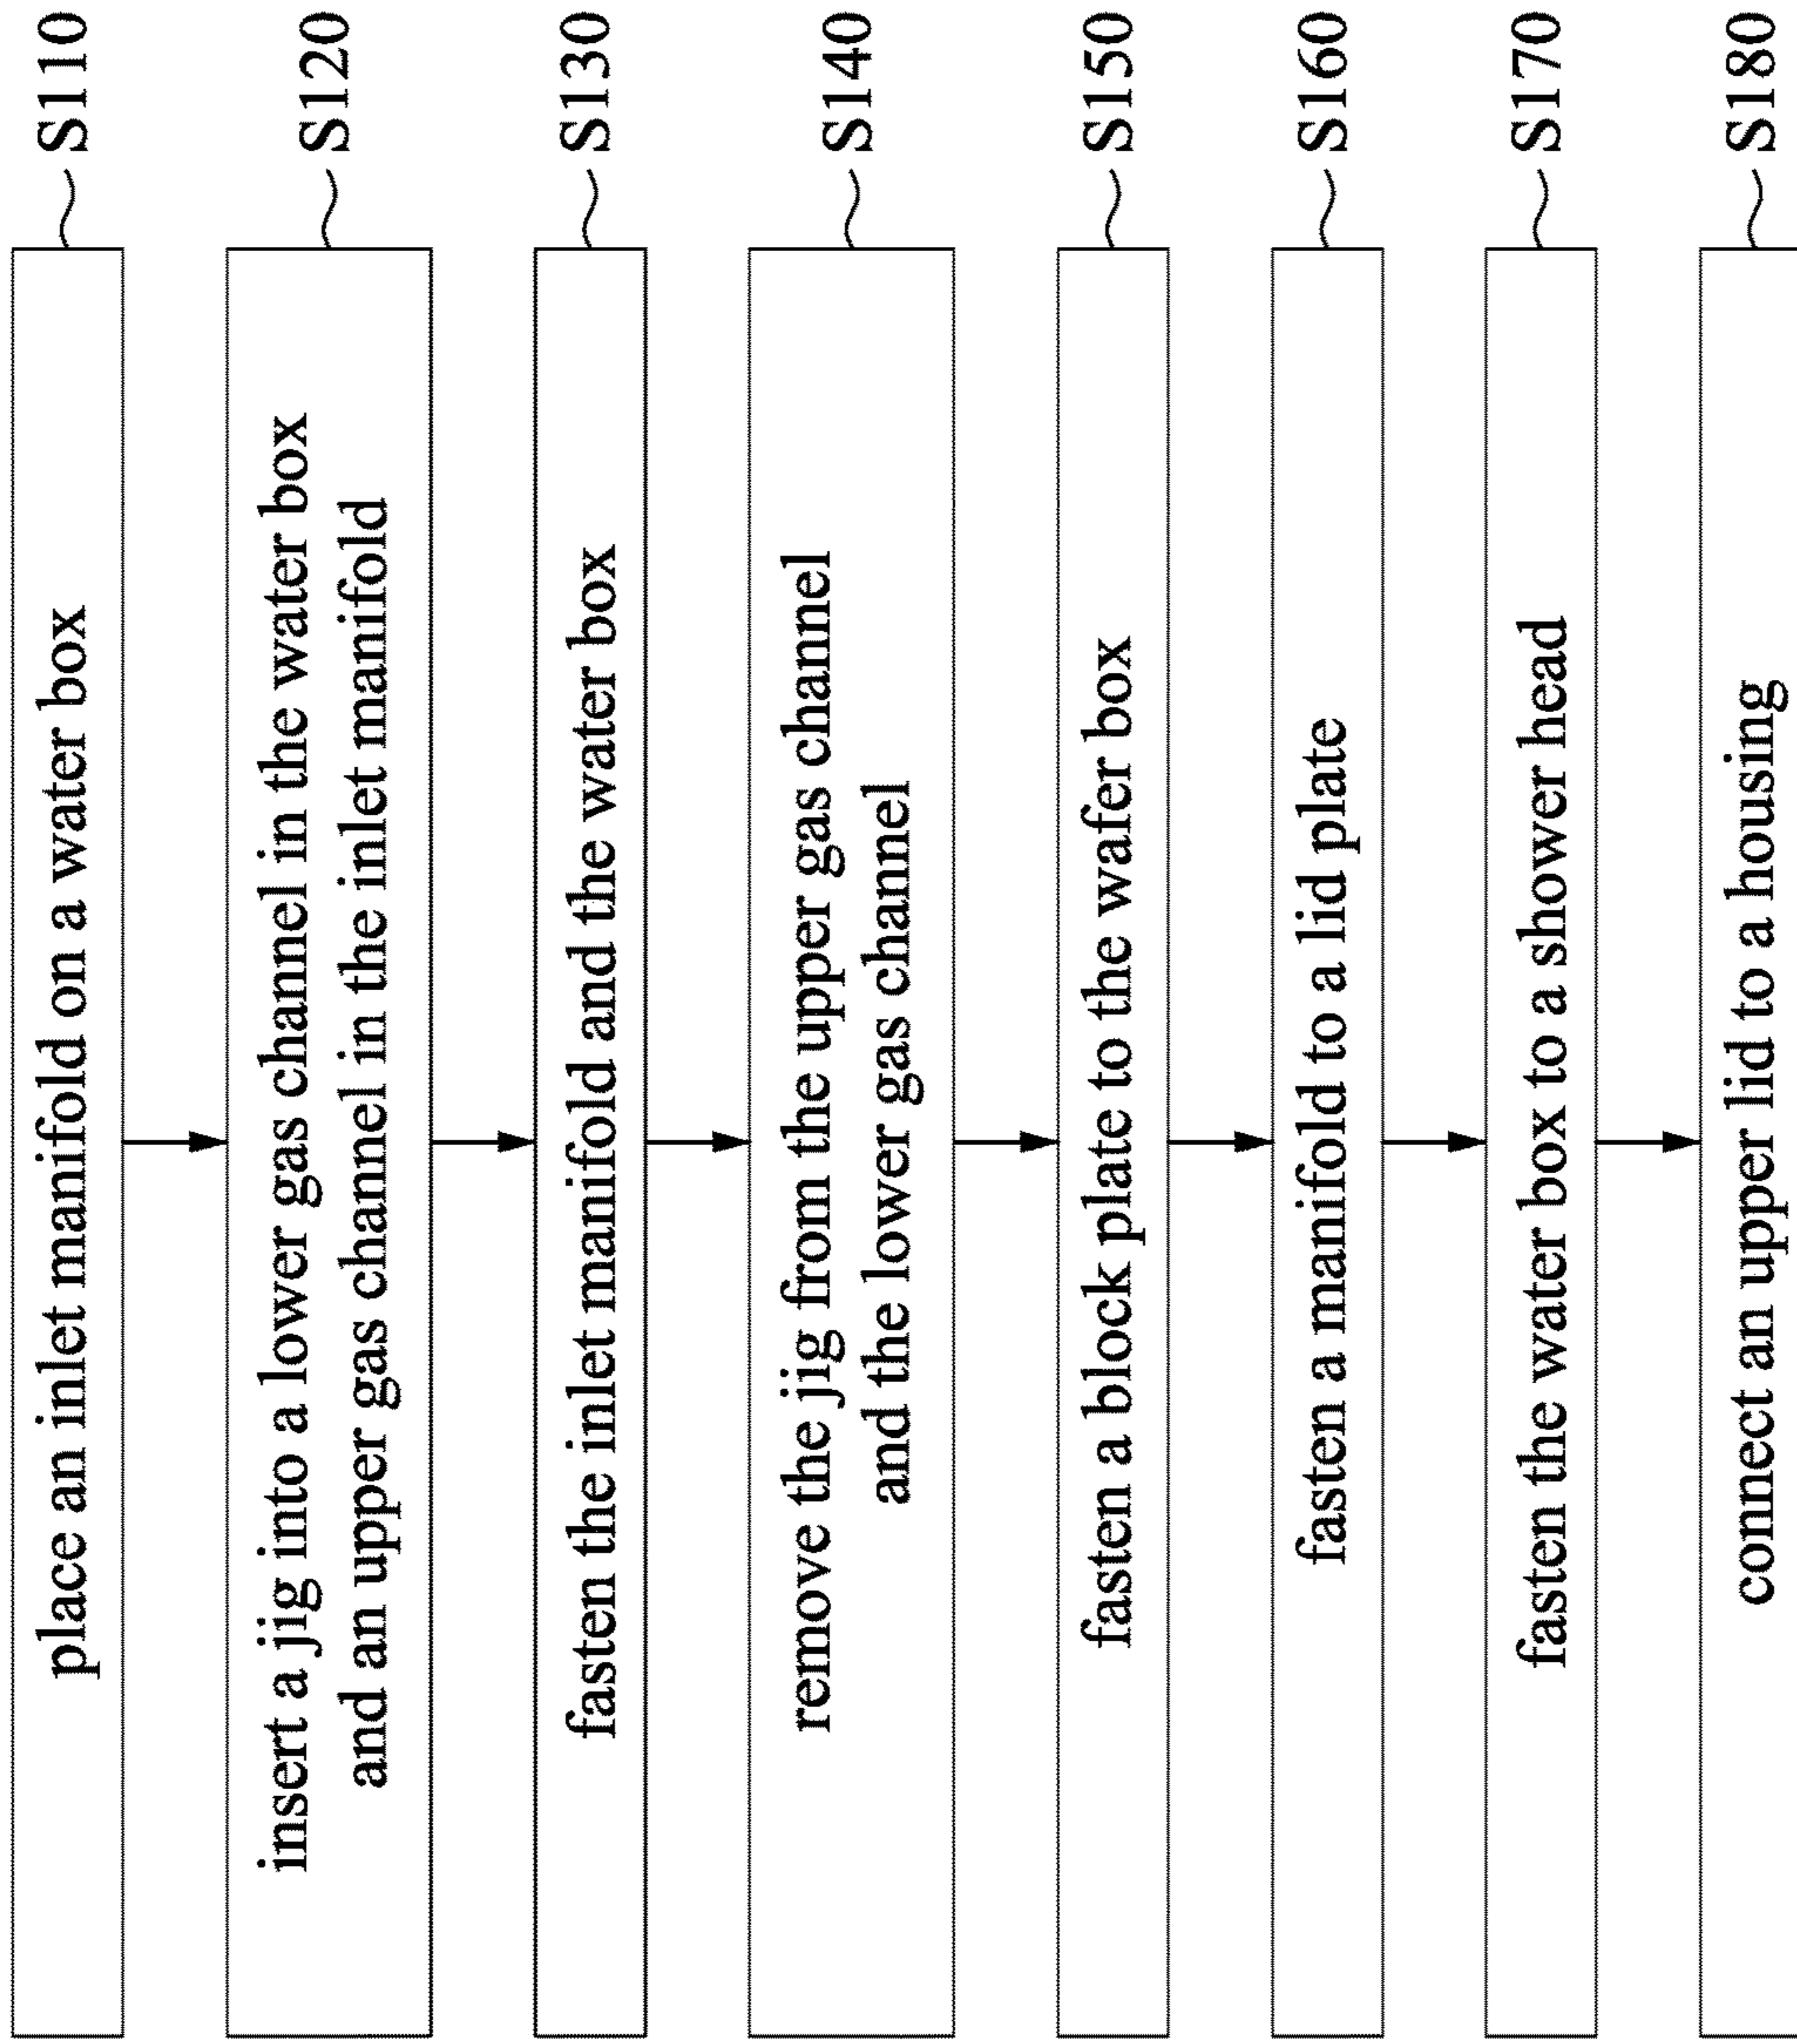 place an inlet manifold on a water box
S110
insert a jig into a lower gas channel in the water box
and an upper gas channel in the inlet manifold
S120
fasten the inlet manifold and the water box
S130
remove the jig from the upper gas channel
and the lower gas channel
S140
fasten a block plate to the wafer box
S150
fasten a manifold to a lid plate
S160
fasten the water box to a shower head
S170
connect an upper lid to a housing
S180